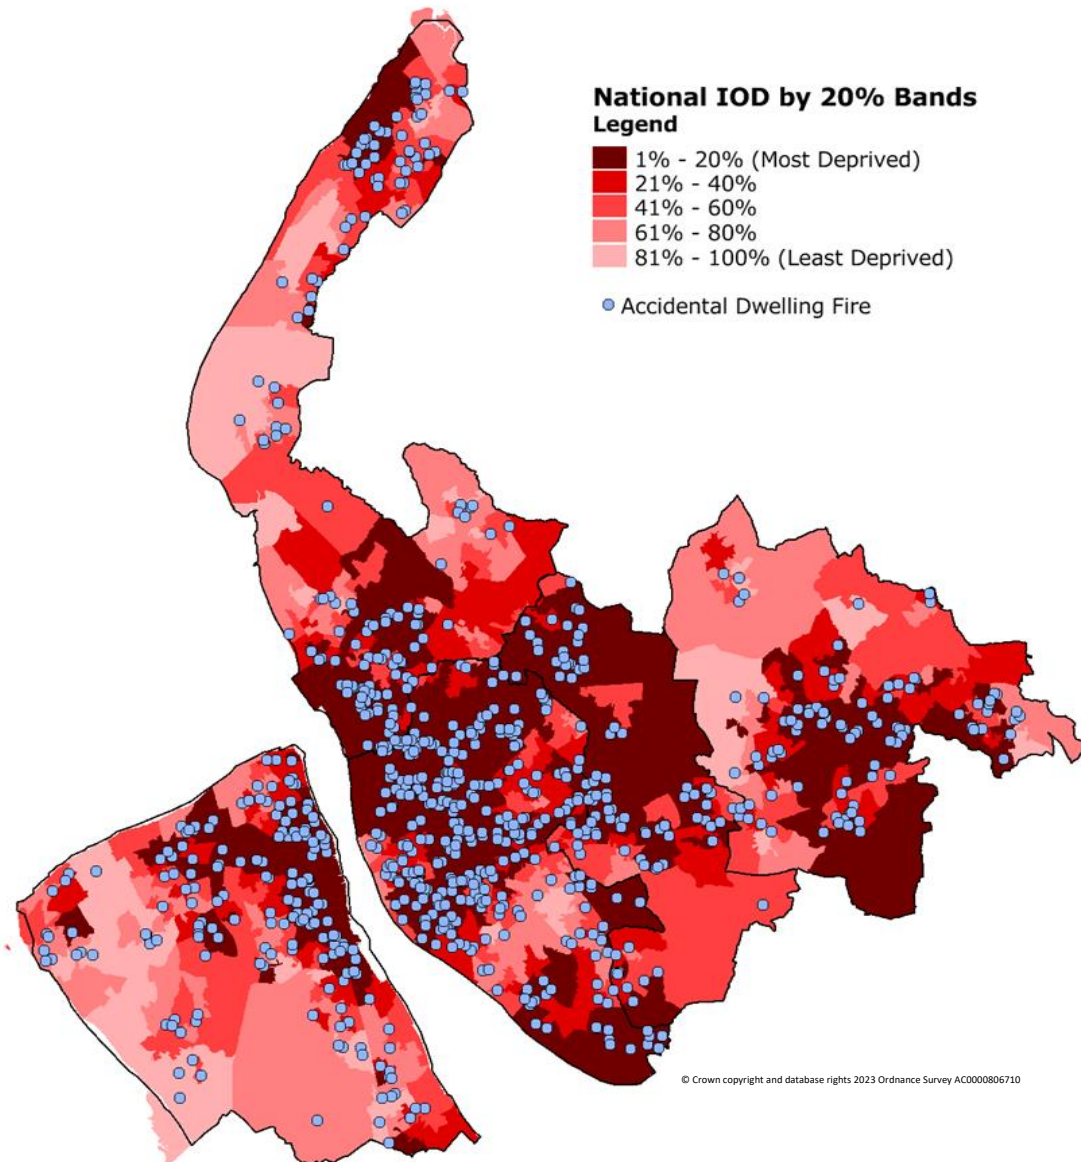 National IOD by 20% Bands
Legend
1% - 20% (Most Deprived)
21% - 40%
41% - 60%
61% - 80%
81% - 100% (Least Deprived)
Accidental Dwelling Fire
© Crown copyright and database rights 2023 Ordnance Survey AC0000806710